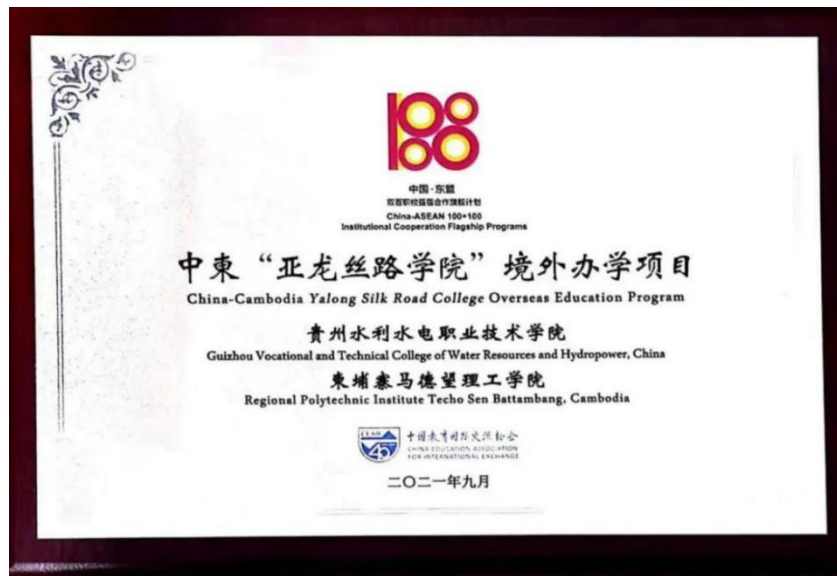 100
100
中国·东盟
双百职校强强合作旗舰计划
China-ASEAN 100+100
Institutional Cooperation Flagship Programs
中柬“亚龙丝路学院”境外办学项目
China-Cambodia Yalong Silk Road College Overseas Education Program
贵州水利水电职业技术学院
Guizhou Vocational and Technical College of Water Resources and Hydropower, China
柬埔寨马德望理工学院
Regional Polytechnic Institute Techo Sen Battambang, Cambodia
中国教育国际交流协会
CHINA EDUCATION ASSOCIATION
FOR INTERNATIONAL EXCHANGE
二〇二一年九月